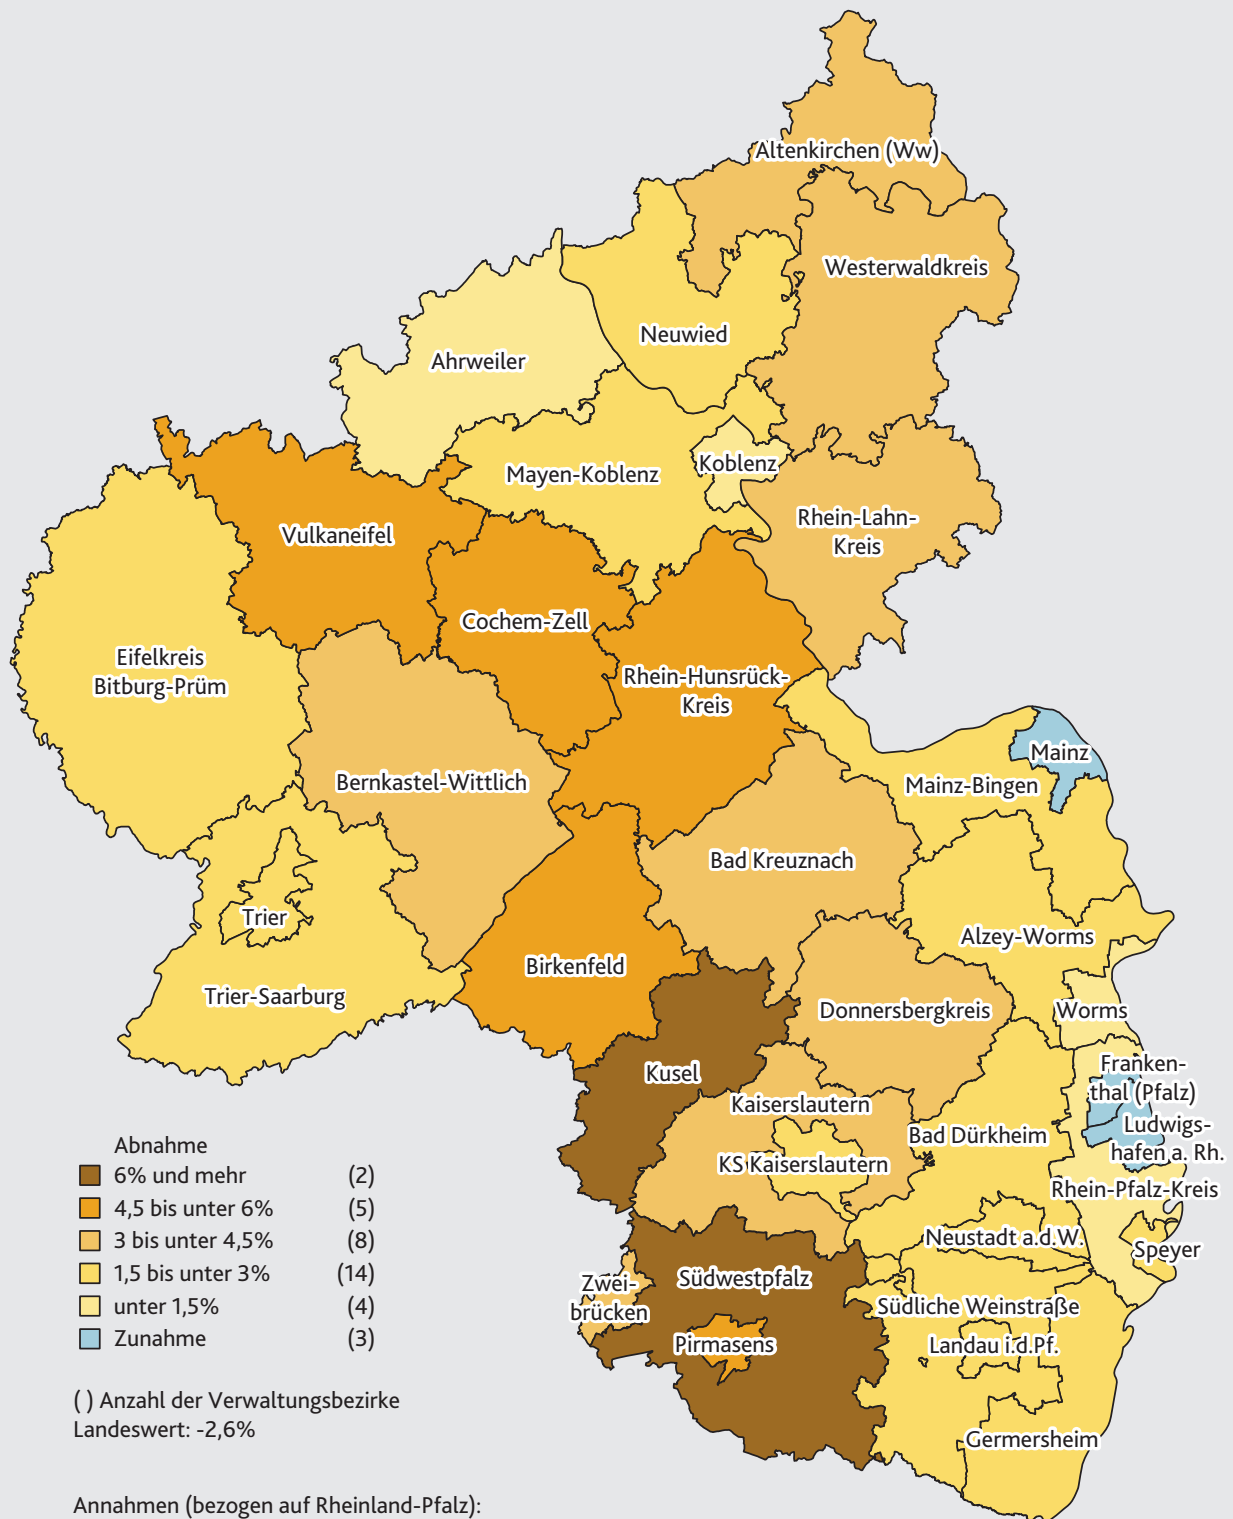 Altenkirchen (Ww)
Westerwaldkreis
Neuwied
Ahrweiler
Koblenz
Mayen-Koblenz
Rhein-Lahn-
Kreis
Vulkaneifel
Cochem-Zell
Eifelkreis
Bitburg-Prüm
Rhein-Hunsrück-
Kreis
Mainz
Mainz-Bingen
Bernkastel-Wittlich
Bad Kreuznach
Trier
Alzey-Worms
Birkenfeld
Trier-Saarburg
Donnersbergkreis
Worms
Kusel
Franken-
thal (Pfalz)
Kaiserslautern
Ludwigs-
hafen a. Rh.
Bad Dürkheim
KS Kaiserslautern
Rhein-Pfalz-Kreis
Neustadt a.d.W.
Speyer
Zwei-
brücken
Südwestpfalz
Südliche Weinstraße
Pirmasens
Landau i.d.Pf.
Germersheim
Abnahme
6% und mehr (2)
4,5 bis unter 6% (5)
3 bis unter 4,5% (8)
1,5 bis unter 3% (14)
unter 1,5% (4)
Zunahme (3)
( ) Anzahl der Verwaltungsbezirke
Landeswert: -2,6%
Annahmen (bezogen auf Rheinland-Pfalz):